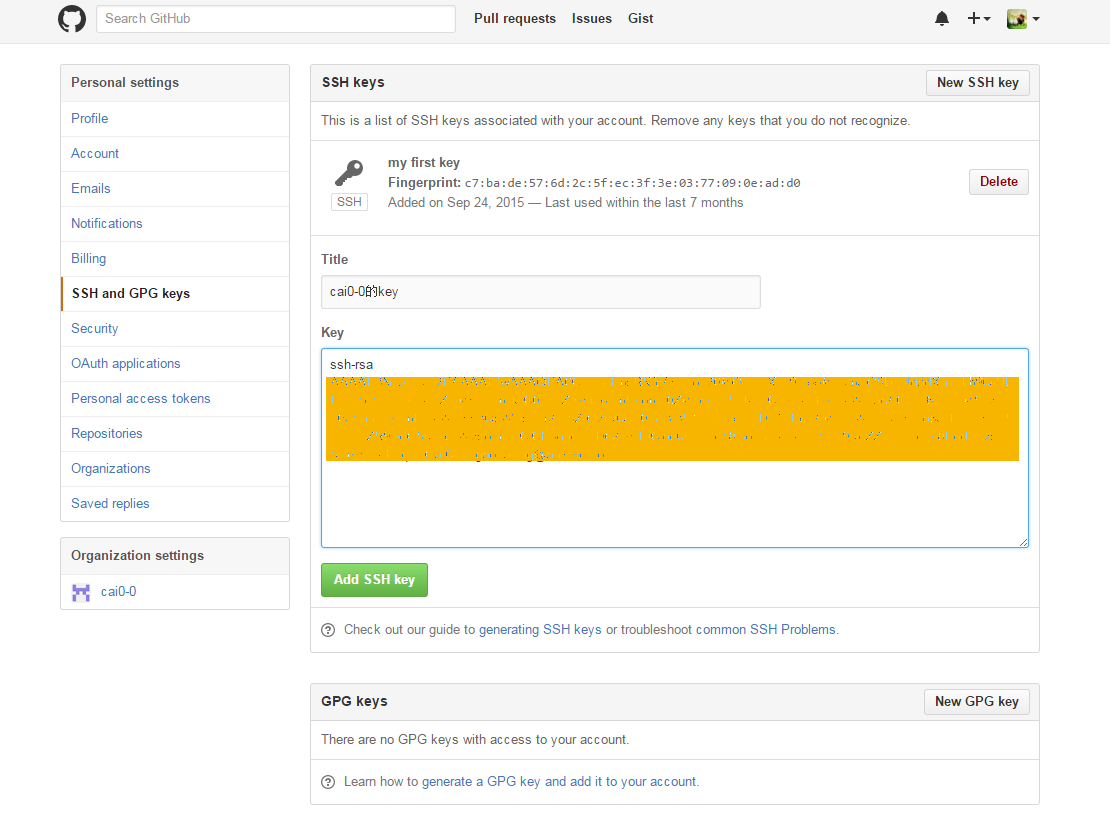 Search GitHub
Pull requests Issues Gist
Personal settings
Profile
Account
Emails
Notifications
Billing
SSH and GPG keys
Security
OAuth applications
Personal access tokens
Repositories
Organizations
Saved replies
Organization settings
cai0-0
SSH keys
New SSH key
This is a list of SSH keys associated with your account. Remove any keys that you do not recognize.
SSH
my first key
Fingerprint: c7:ba:de:57:6d:2c:5f:ec:3f:3e:03:77:09:0e:ad:d0
Added on Sep 24, 2015 — Last used within the last 7 months
Delete
Title
cai0-0的key
Key
ssh-rsa
Add SSH key
Check out our guide to generating SSH keys or troubleshoot common SSH Problems.
GPG keys
New GPG key
There are no GPG keys with access to your account.
Learn how to generate a GPG key and add it to your account.